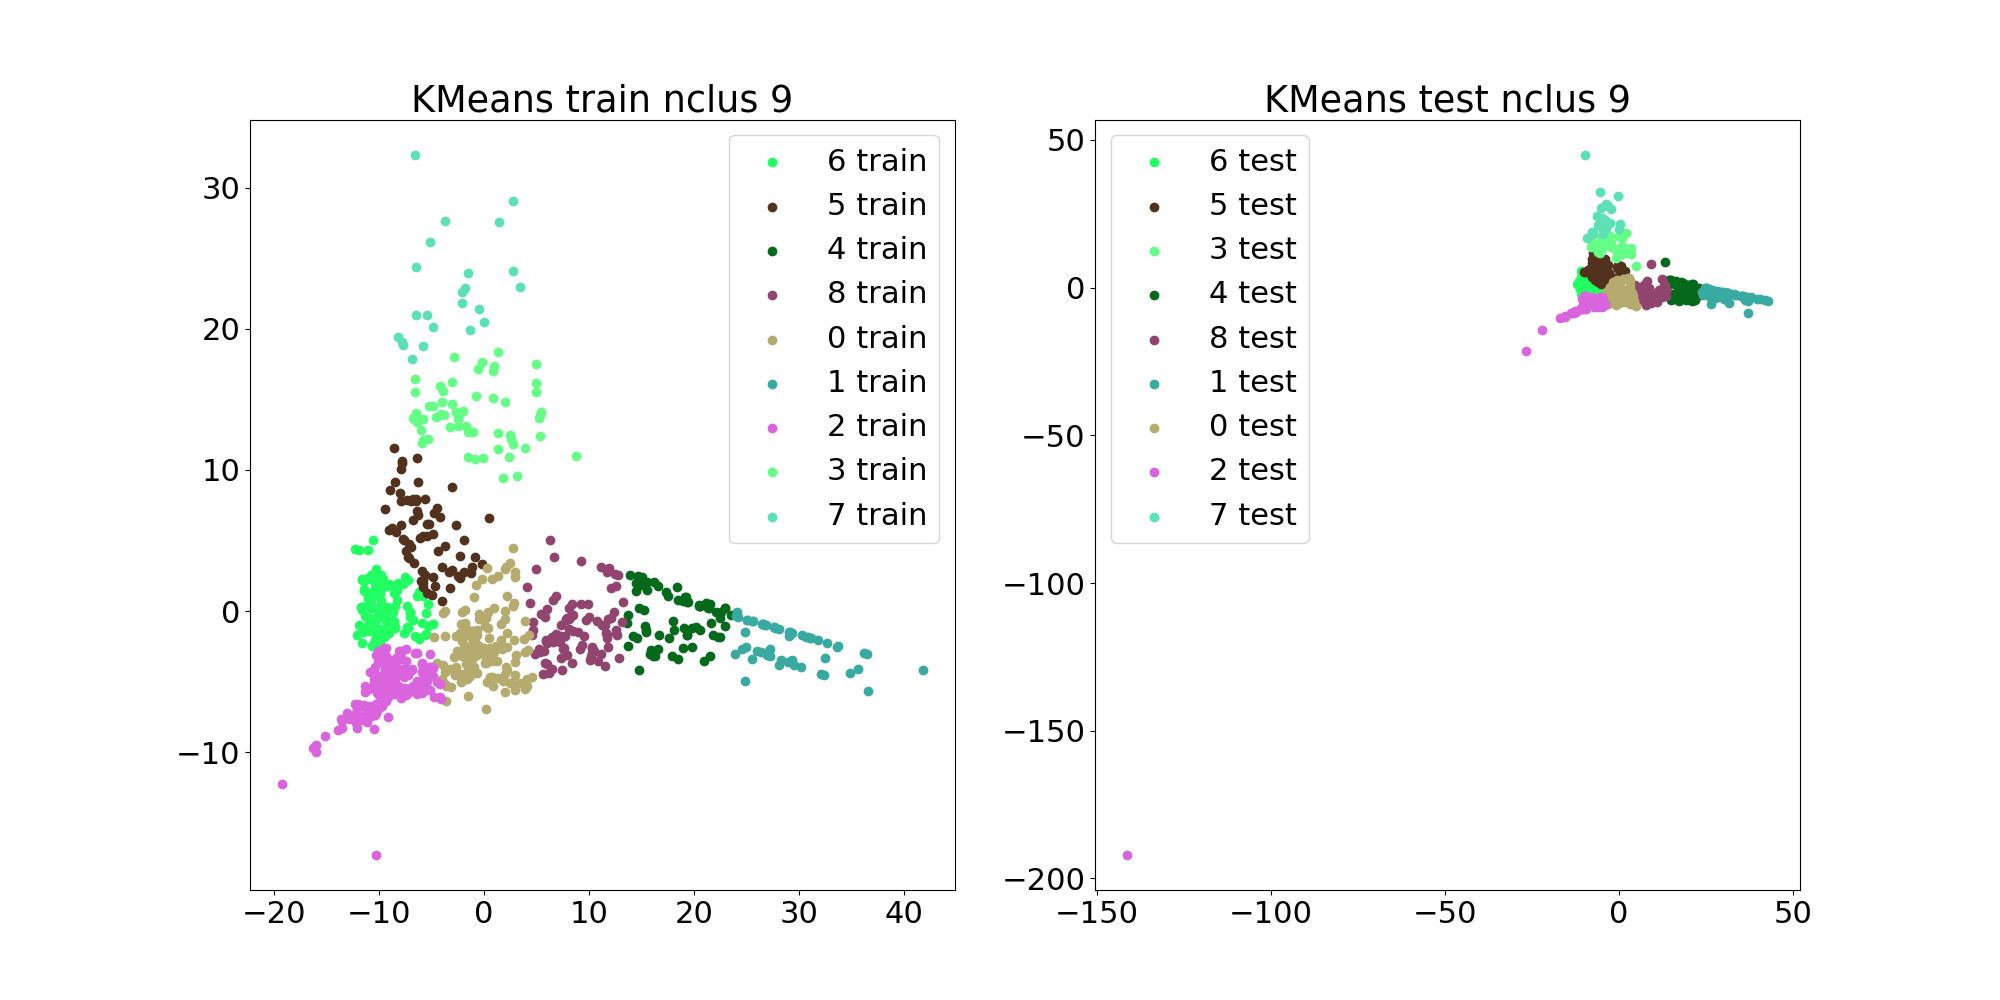 KMeans train nclus 9
30
20
10
0
−10
−20
−10
0
10
20
30
40
6 train
5 train
4 train
8 train
0 train
1 train
2 train
3 train
7 train
KMeans test nclus 9
50
0
−50
−100
−150
−200
−150
−100
−50
0
50
6 test
5 test
3 test
4 test
8 test
1 test
0 test
2 test
7 test